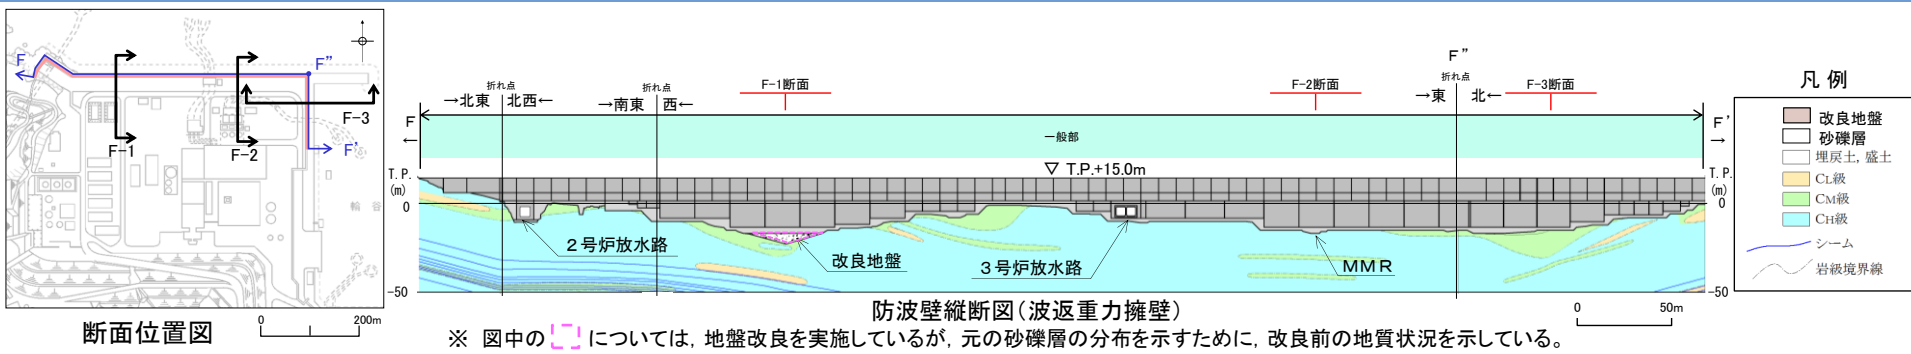 F
F"
F-3
F-1
F-2
F'
輪谷
断面位置図
0
200m
F"
折れ点
F-1断面
F-2断面
折れ点
F-3断面
折れ点
→北東
北西←
→南東
西←
→東
北←
F
←
F'
→
一般部
▽ T.P.+15.0m
T.P.
(m)
0
-50
T.P.
(m)
0
-50
2号炉放水路
改良地盤
3号炉放水路
MMR
防波壁縦断図(波返重力擁壁)
0
50m
※ 図中の については, 地盤改良を実施しているが, 元の砂礫層の分布を示すために, 改良前の地質状況を示している。
凡例
改良地盤
砂礫層
埋戻土, 盛土
CL級
CM級
CH級
シーム
岩級境界線